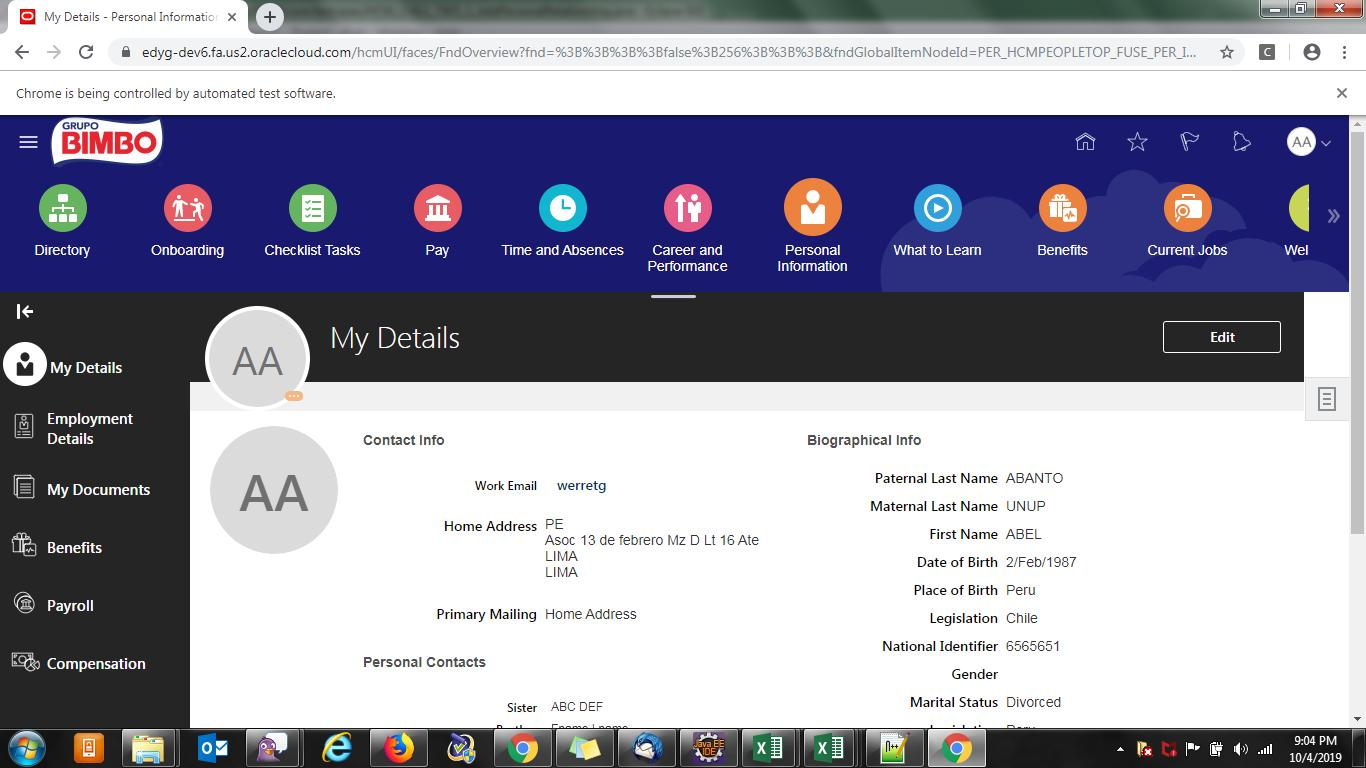 My Details - Personal Information
edyg-dev6.fa.us2.oraclecloud.com/hcmUI/faces/FndOverview?fnd=%3B%3B%3B%3Bfalse%3B256%3B%3B%3B&fndGlobalItemNodeId=PER_HCMPEOPLETOP_FUSE_PER_I...
C
Chrome is being controlled by automated test software.
GRUPO
BIMBO
AA
Directory
Onboarding
Checklist Tasks
Pay
Time and Absences
Career and
Performance
Personal
Information
What to Learn
Benefits
Current Jobs
Wel
My Details
Employment
Details
My Documents
Benefits
Payroll
Compensation
AA
My Details
Edit
AA
Contact Info
Work Email werretg
Home Address PE
Asoc 13 de febrero Mz D Lt 16 Ate
LIMA
LIMA
Primary Mailing Home Address
Personal Contacts
Sister ABC DEF
Biographical Info
Paternal Last Name ABANTO
Maternal Last Name UNUP
First Name ABEL
Date of Birth 2/Feb/1987
Place of Birth Peru
Legislation Chile
National Identifier 6565651
Gender
Marital Status Divorced
Java EE
IDE
9:04 PM
10/4/2019